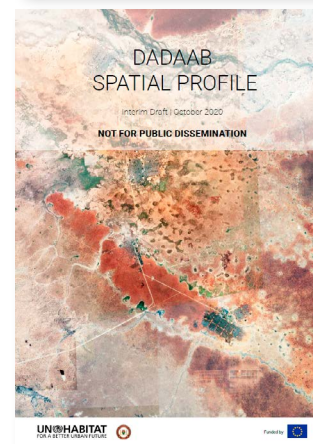 DADAAB
SPATIAL PROFILE
Interim Draft | October 2020
NOT FOR PUBLIC DISSEMINATION
UN HABITAT
FOR A BETTER URBAN FUTURE
Funded by